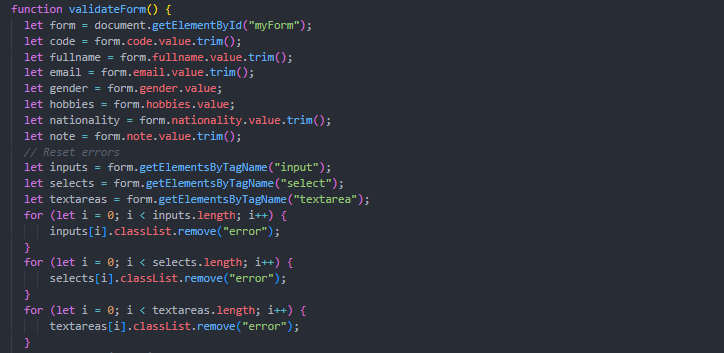 function validateForm() {
let form = document.getElementById("myForm");
let code = form.code.value.trim();
let fullname = form.fullname.value.trim();
let email = form.email.value.trim();
let gender = form.gender.value;
let hobbies = form.hobbies.value;
let nationality = form.nationality.value.trim();
let note = form.note.value.trim();
// Reset errors
let inputs = form.getElementsByTagName("input");
let selects = form.getElementsByTagName("select");
let textareas = form.getElementsByTagName("textarea");
for (let i = 0; i < inputs.length; i++) {
inputs[i].classList.remove("error");
}
for (let i = 0; i < selects.length; i++) {
selects[i].classList.remove("error");
}
for (let i = 0; i < textareas.length; i++) {
textareas[i].classList.remove("error");
}